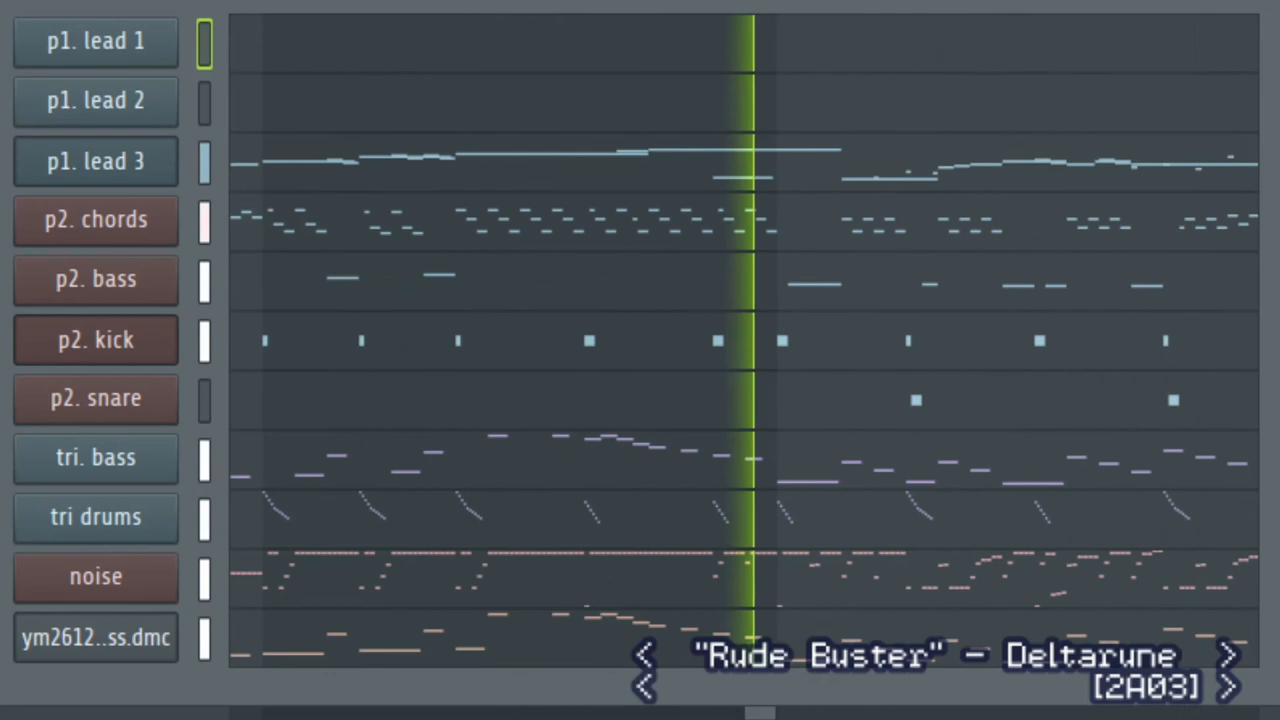 p1. lead 1
p1. lead 2
p1. lead 3
p2. chords
p2. bass
p2. kick
p2. snare
tri. bass
tri drums
noise
ym2612..ss.dmc
< "Rude Buster" – Deltarune >
< [2A03] >